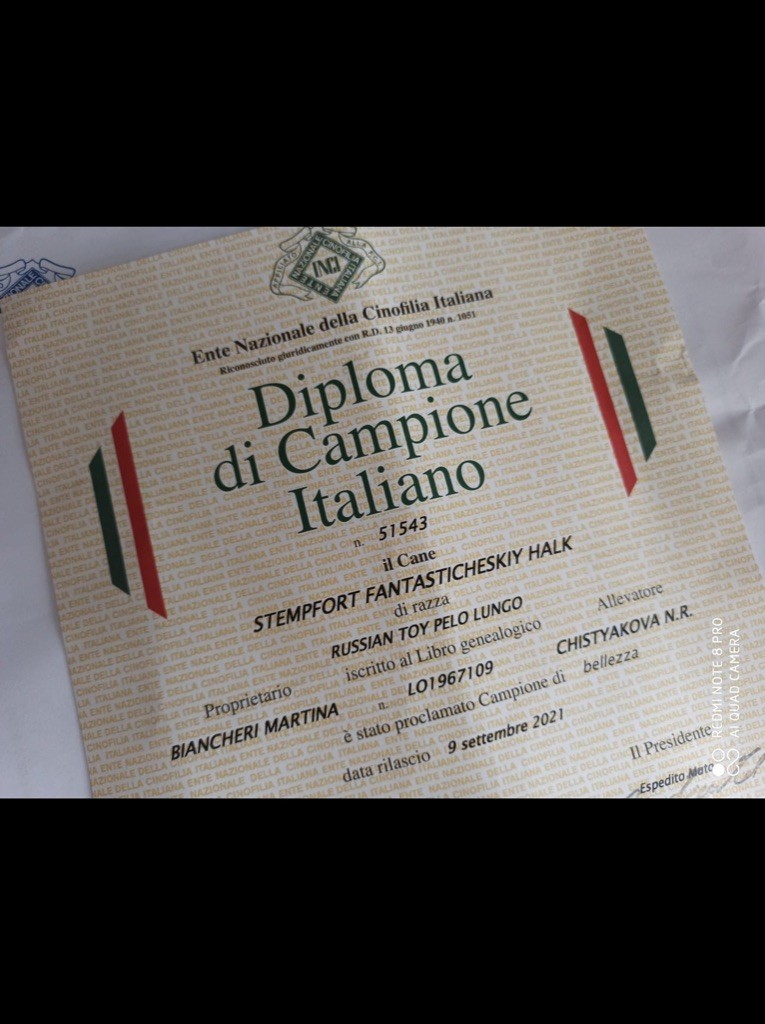 ENCI
Ente Nazionale della Cinofilia Italiana
Riconosciuto giuridicamente con R.D. 13 giugno 1940 n. 1051
Diploma
di Campione
Italiano
n. 51543
il Cane
STEMPFORT FANTASTICHESKIY HALK
di razza
RUSSIAN TOY PELO LUNGO
Proprietario iscritto al Libro genealogico Allevatore
BIANCHERI MARTINA n. LO1967109 CHISTYAKOVA N.R.
è stato proclamato Campione di bellezza
data rilascio 9 settembre 2021
Il Presidente
Espedito
REDMI NOTE 8 PRO
AI QUAD CAMERA